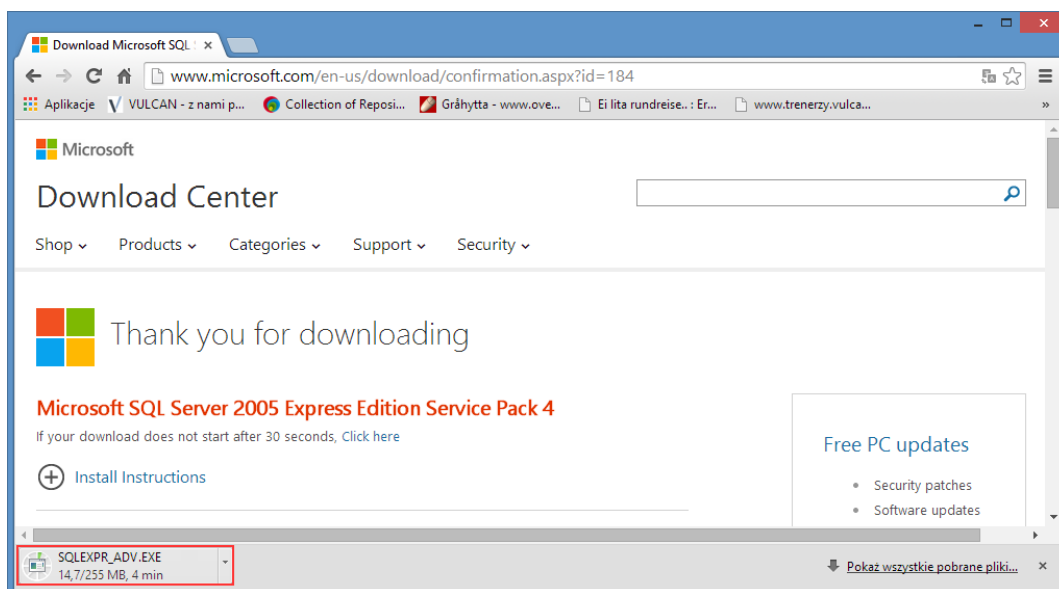 Download Microsoft SQL S
www.microsoft.com/en-us/download/confirmation.aspx?id=184
Aplikacje VULCAN - z nami p... Collection of Reposi... Gråhytta - www.ove... Ei lita rundreise.. : Er... www.trenerzy.vulca... »
Microsoft
Download Center
Shop Products Categories Support Security
Thank you for downloading
Microsoft SQL Server 2005 Express Edition Service Pack 4
If your download does not start after 30 seconds, Click here
Install Instructions
Free PC updates
• Security patches
• Software updates
SQLEXPR_ADV.EXE
14,7/255 MB, 4 min
Pokaż wszystkie pobrane pliki...